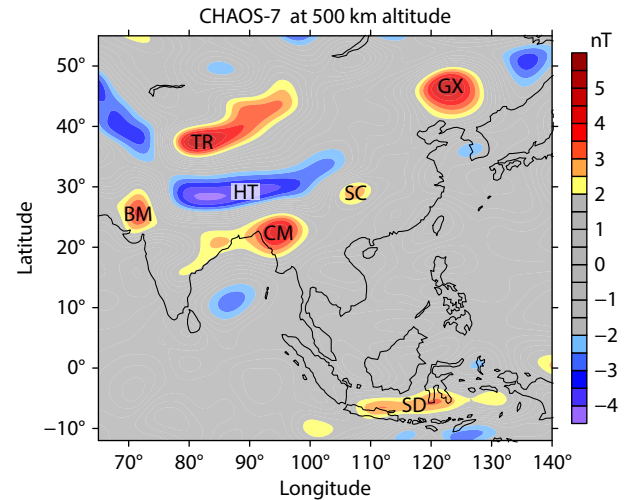 CHAOS-7 at 500 km altitude
nT
50°
40°
30°
20°
10°
0°
−10°
Latitude
GX
TR
HT
SC
BM
CM
SD
5
4
3
2
1
0
−1
−2
−3
−4
70° 80° 90° 100° 110° 120° 130° 140°
Longitude